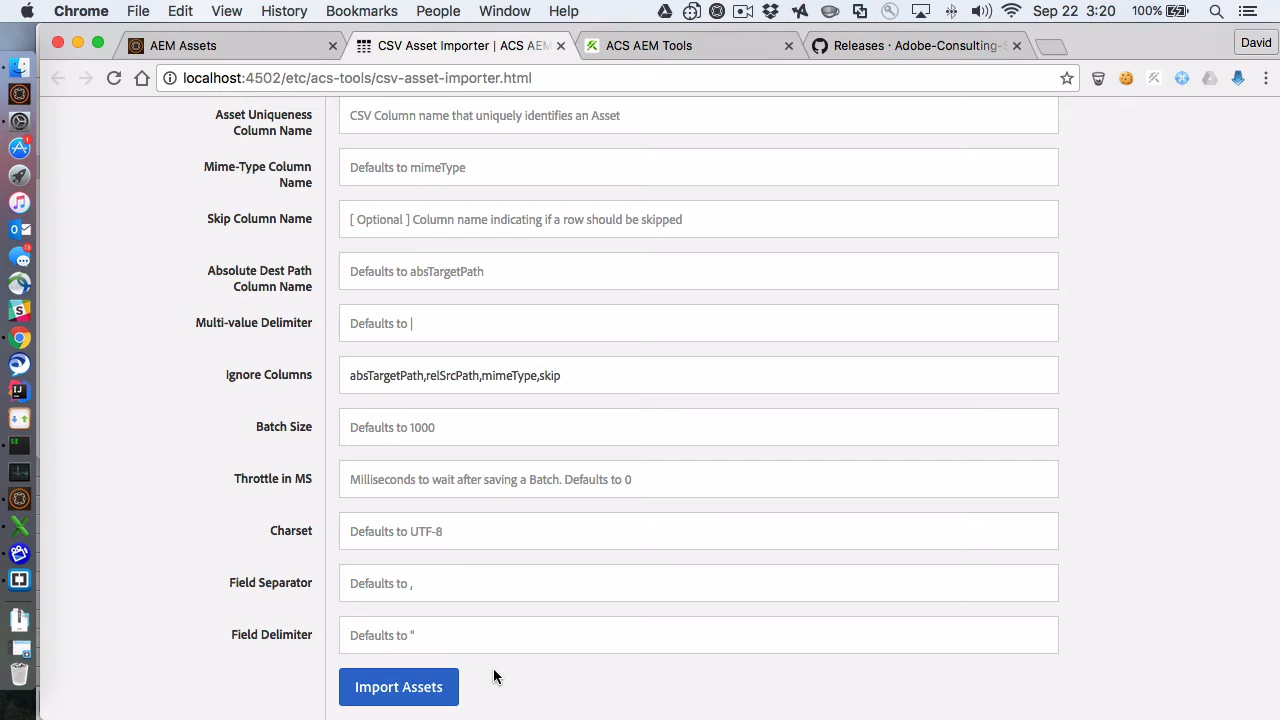 Chrome File Edit View History Bookmarks People Window Help Sep 22 3:20 100%
AEM Assets
CSV Asset Importer | ACS AEM
ACS AEM Tools
Releases · Adobe-Consulting-
David
localhost:4502/etc/acs-tools/csv-asset-importer.html
Asset Uniqueness
Column Name
CSV Column name that uniquely identifies an Asset
Mime-Type Column
Name
Defaults to mimeType
Skip Column Name
[ Optional ] Column name indicating if a row should be skipped
Absolute Dest Path
Column Name
Defaults to absTargetPath
Multi-value Delimiter
Defaults to |
Ignore Columns
absTargetPath,relSrcPath,mimeType,skip
Batch Size
Defaults to 1000
Throttle in MS
Milliseconds to wait after saving a Batch. Defaults to 0
Charset
Defaults to UTF-8
Field Separator
Defaults to ,
Field Delimiter
Defaults to "
Import Assets